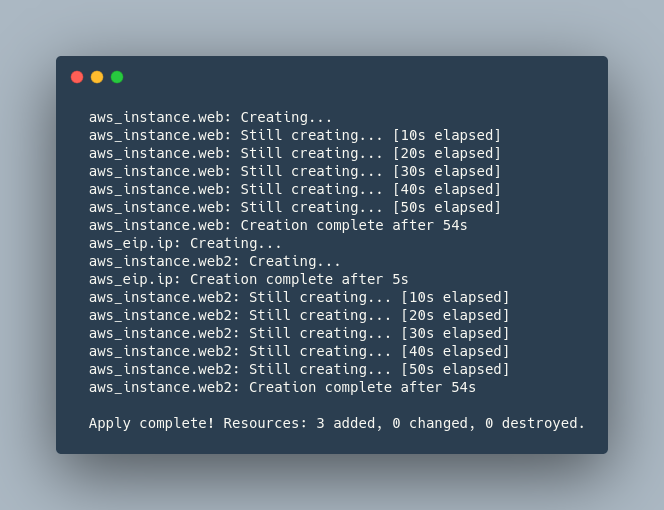 aws_instance.web: Creating...
aws_instance.web: Still creating... [10s elapsed]
aws_instance.web: Still creating... [20s elapsed]
aws_instance.web: Still creating... [30s elapsed]
aws_instance.web: Still creating... [40s elapsed]
aws_instance.web: Still creating... [50s elapsed]
aws_instance.web: Creation complete after 54s
aws_eip.ip: Creating...
aws_instance.web2: Creating...
aws_eip.ip: Creation complete after 5s
aws_instance.web2: Still creating... [10s elapsed]
aws_instance.web2: Still creating... [20s elapsed]
aws_instance.web2: Still creating... [30s elapsed]
aws_instance.web2: Still creating... [40s elapsed]
aws_instance.web2: Still creating... [50s elapsed]
aws_instance.web2: Creation complete after 54s
Apply complete! Resources: 3 added, 0 changed, 0 destroyed.